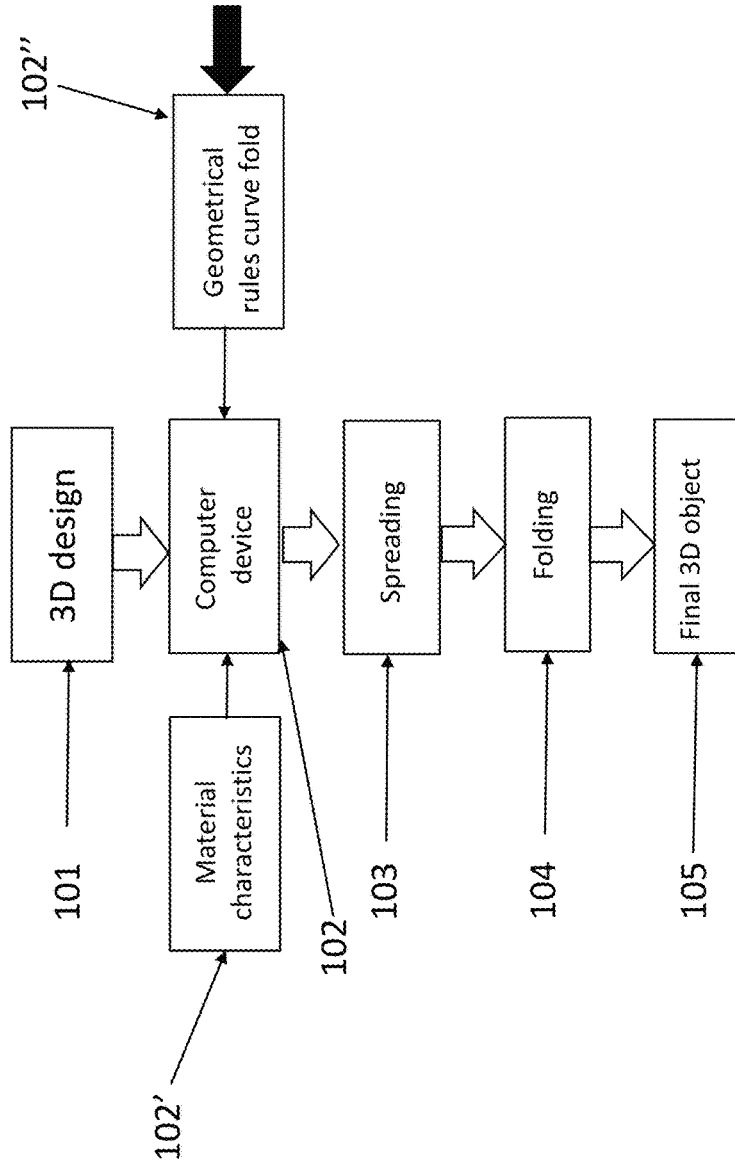 102''
Geometrical
rules curve fold
3D design
Computer
device
Spreading
Folding
Final 3D object
Material
characteristics
101
102
103
104
105
102'